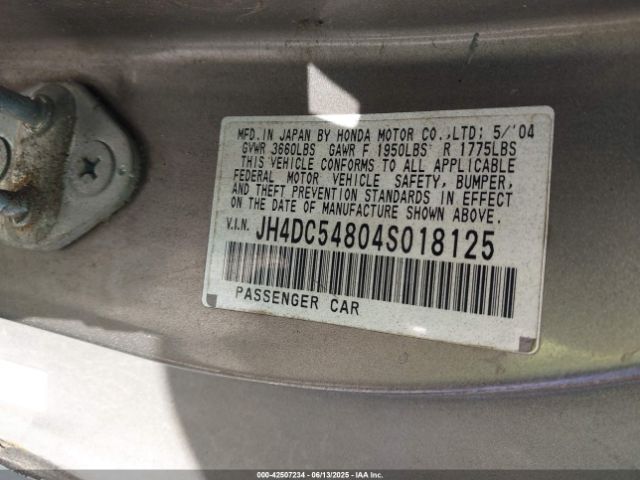 MFD. IN JAPAN BY HONDA MOTOR CO.,LTD; 5/'04
GVWR 3660LBS GAWR F 1950LBS R 1775LBS
THIS VEHICLE CONFORMS TO ALL APPLICABLE
FEDERAL MOTOR VEHICLE SAFETY, BUMPER,
AND THEFT PREVENTION STANDARDS IN EFFECT
ON THE DATE OF MANUFACTURE SHOWN ABOVE.
V.I.N. JH4DC54804S018125
PASSENGER CAR
000-42507234 - 06/13/2025 - IAA Inc.